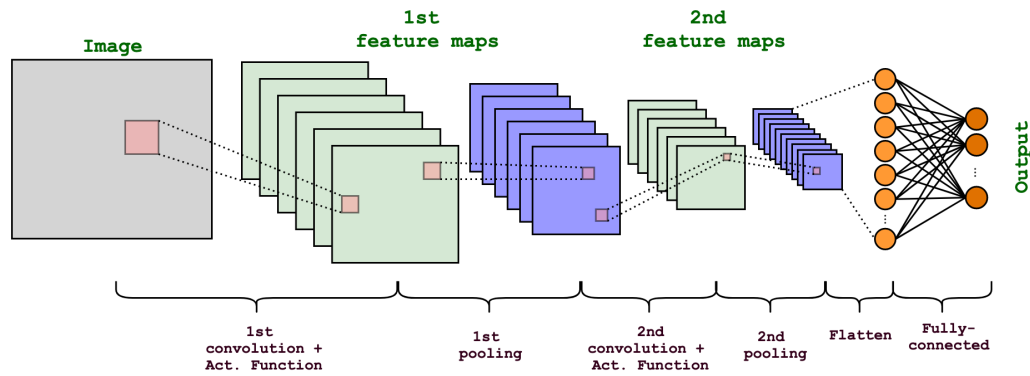 Image
1st
feature maps
2nd
feature maps
Output
1st
convolution +
Act. Function
1st
pooling
2nd
convolution +
Act. Function
2nd
pooling
Flatten
Fully-
connected